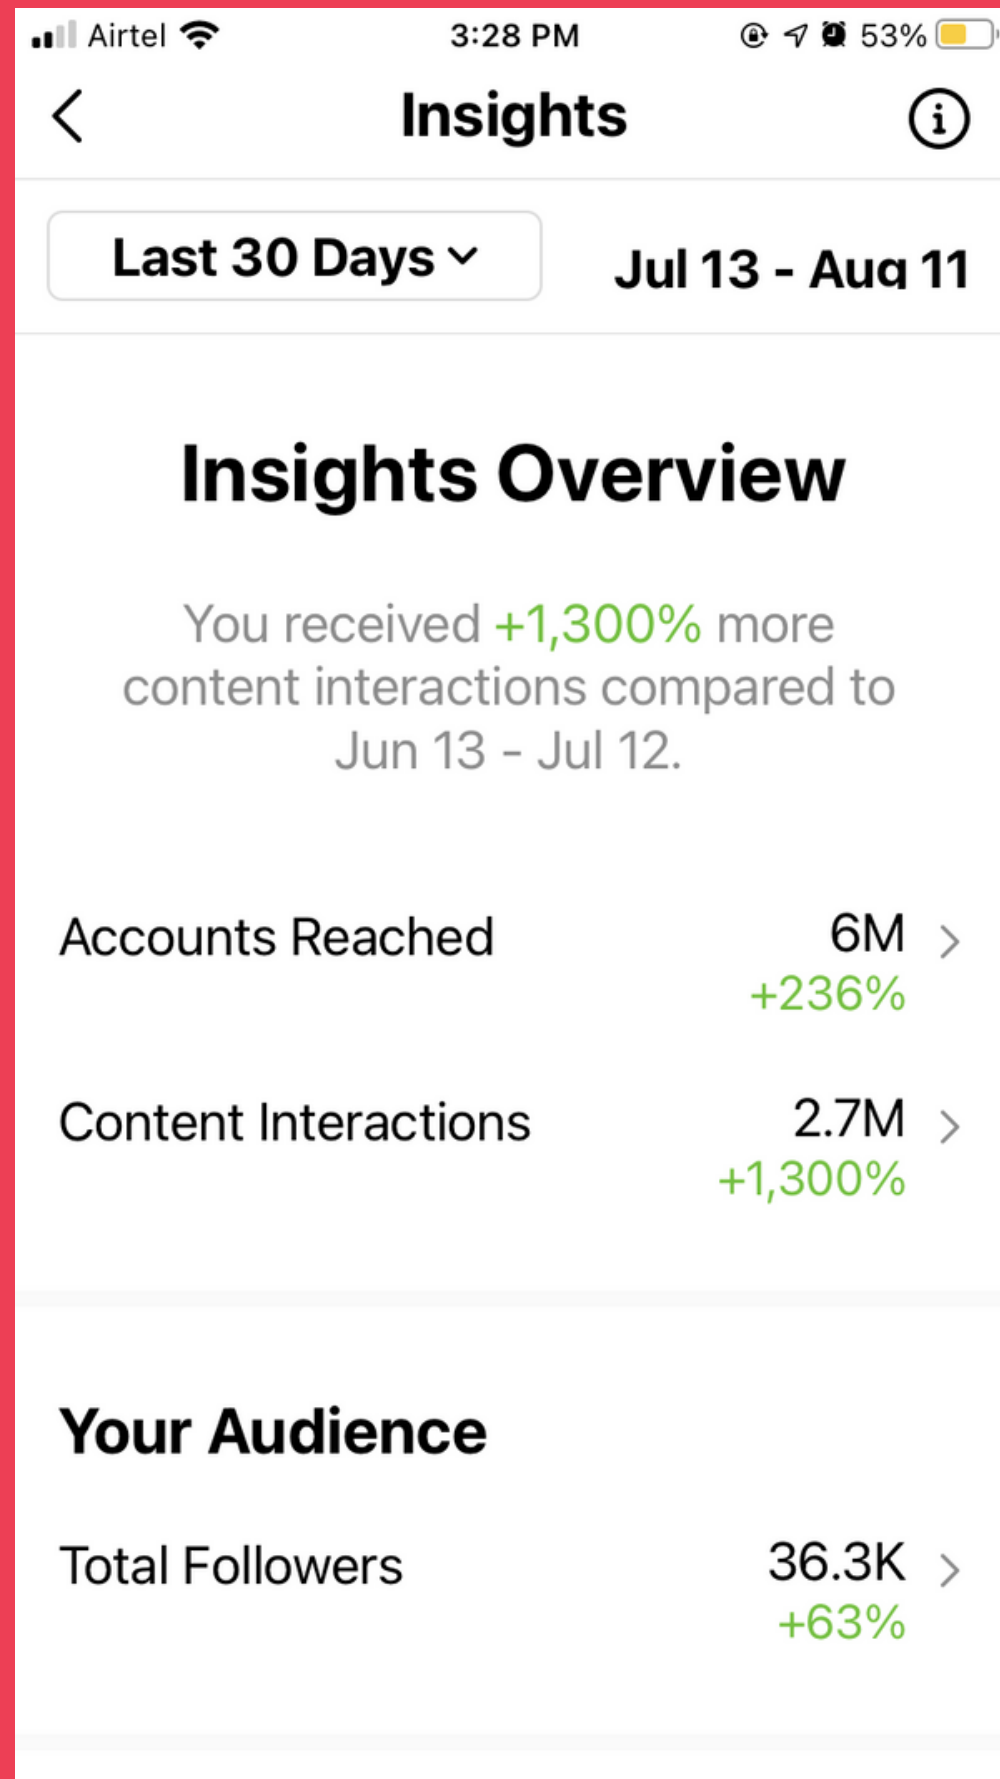 Airtel 3:28 PM 53%
Insights
Last 30 Days Jul 13 - Aug 11
Insights Overview
You received +1,300% more
content interactions compared to
Jun 13 - Jul 12.
Accounts Reached 6M
+236%
Content Interactions 2.7M
+1,300%
Your Audience
Total Followers 36.3K
+63%